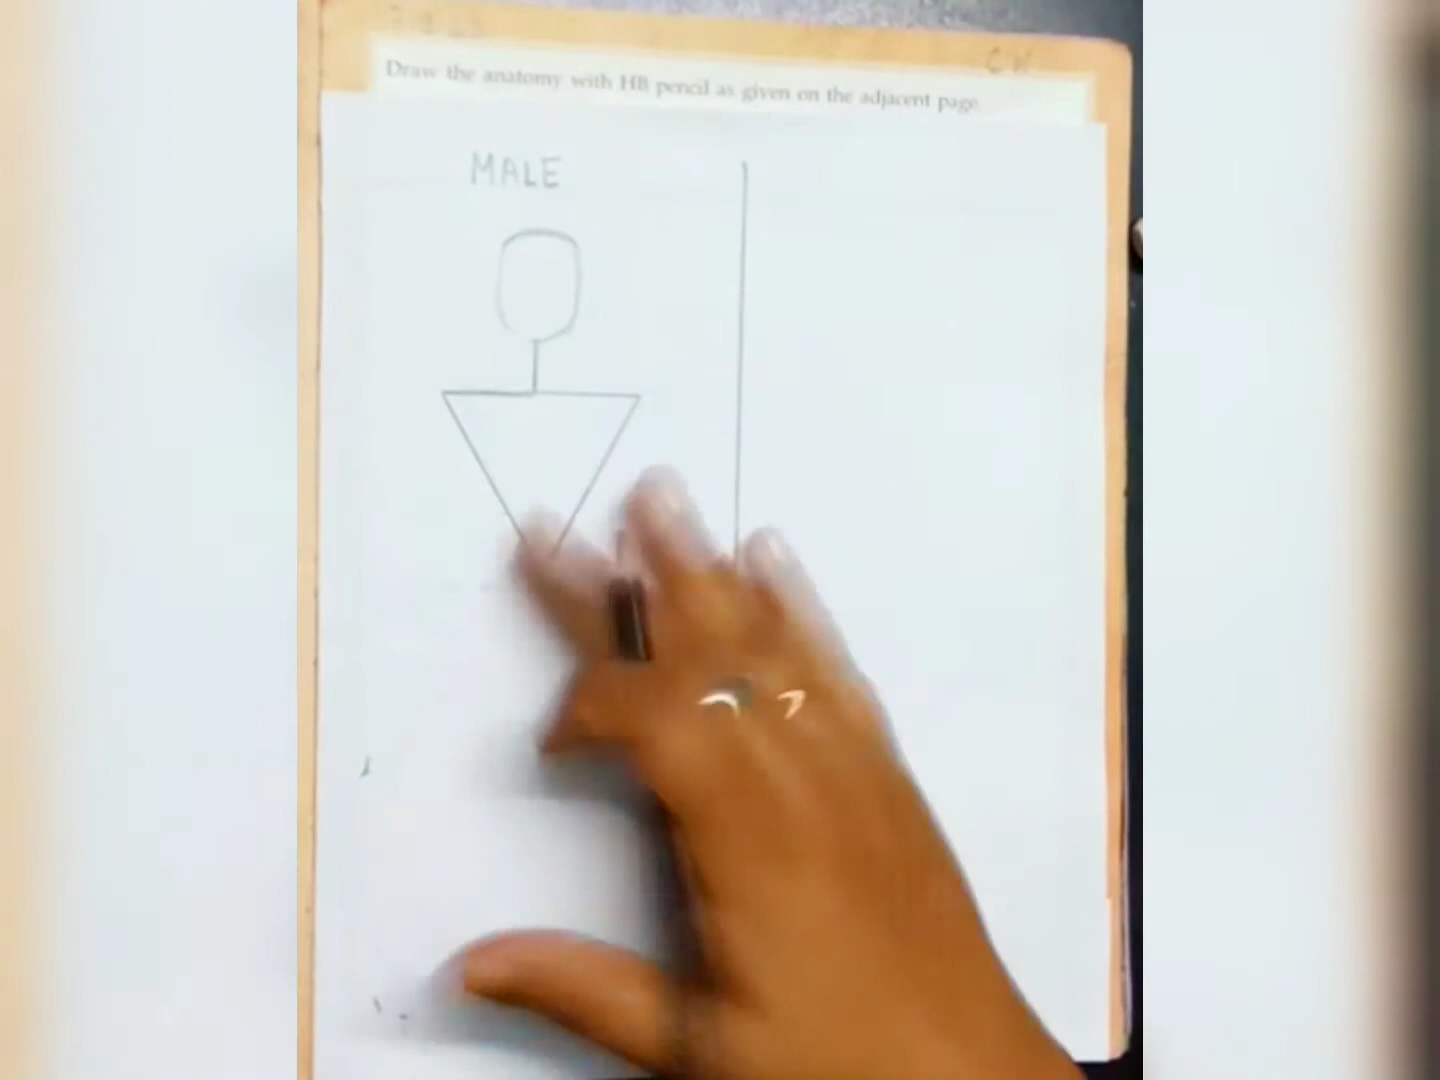 Draw the anatomy with HB pencil as given on the adjacent page.
MALE